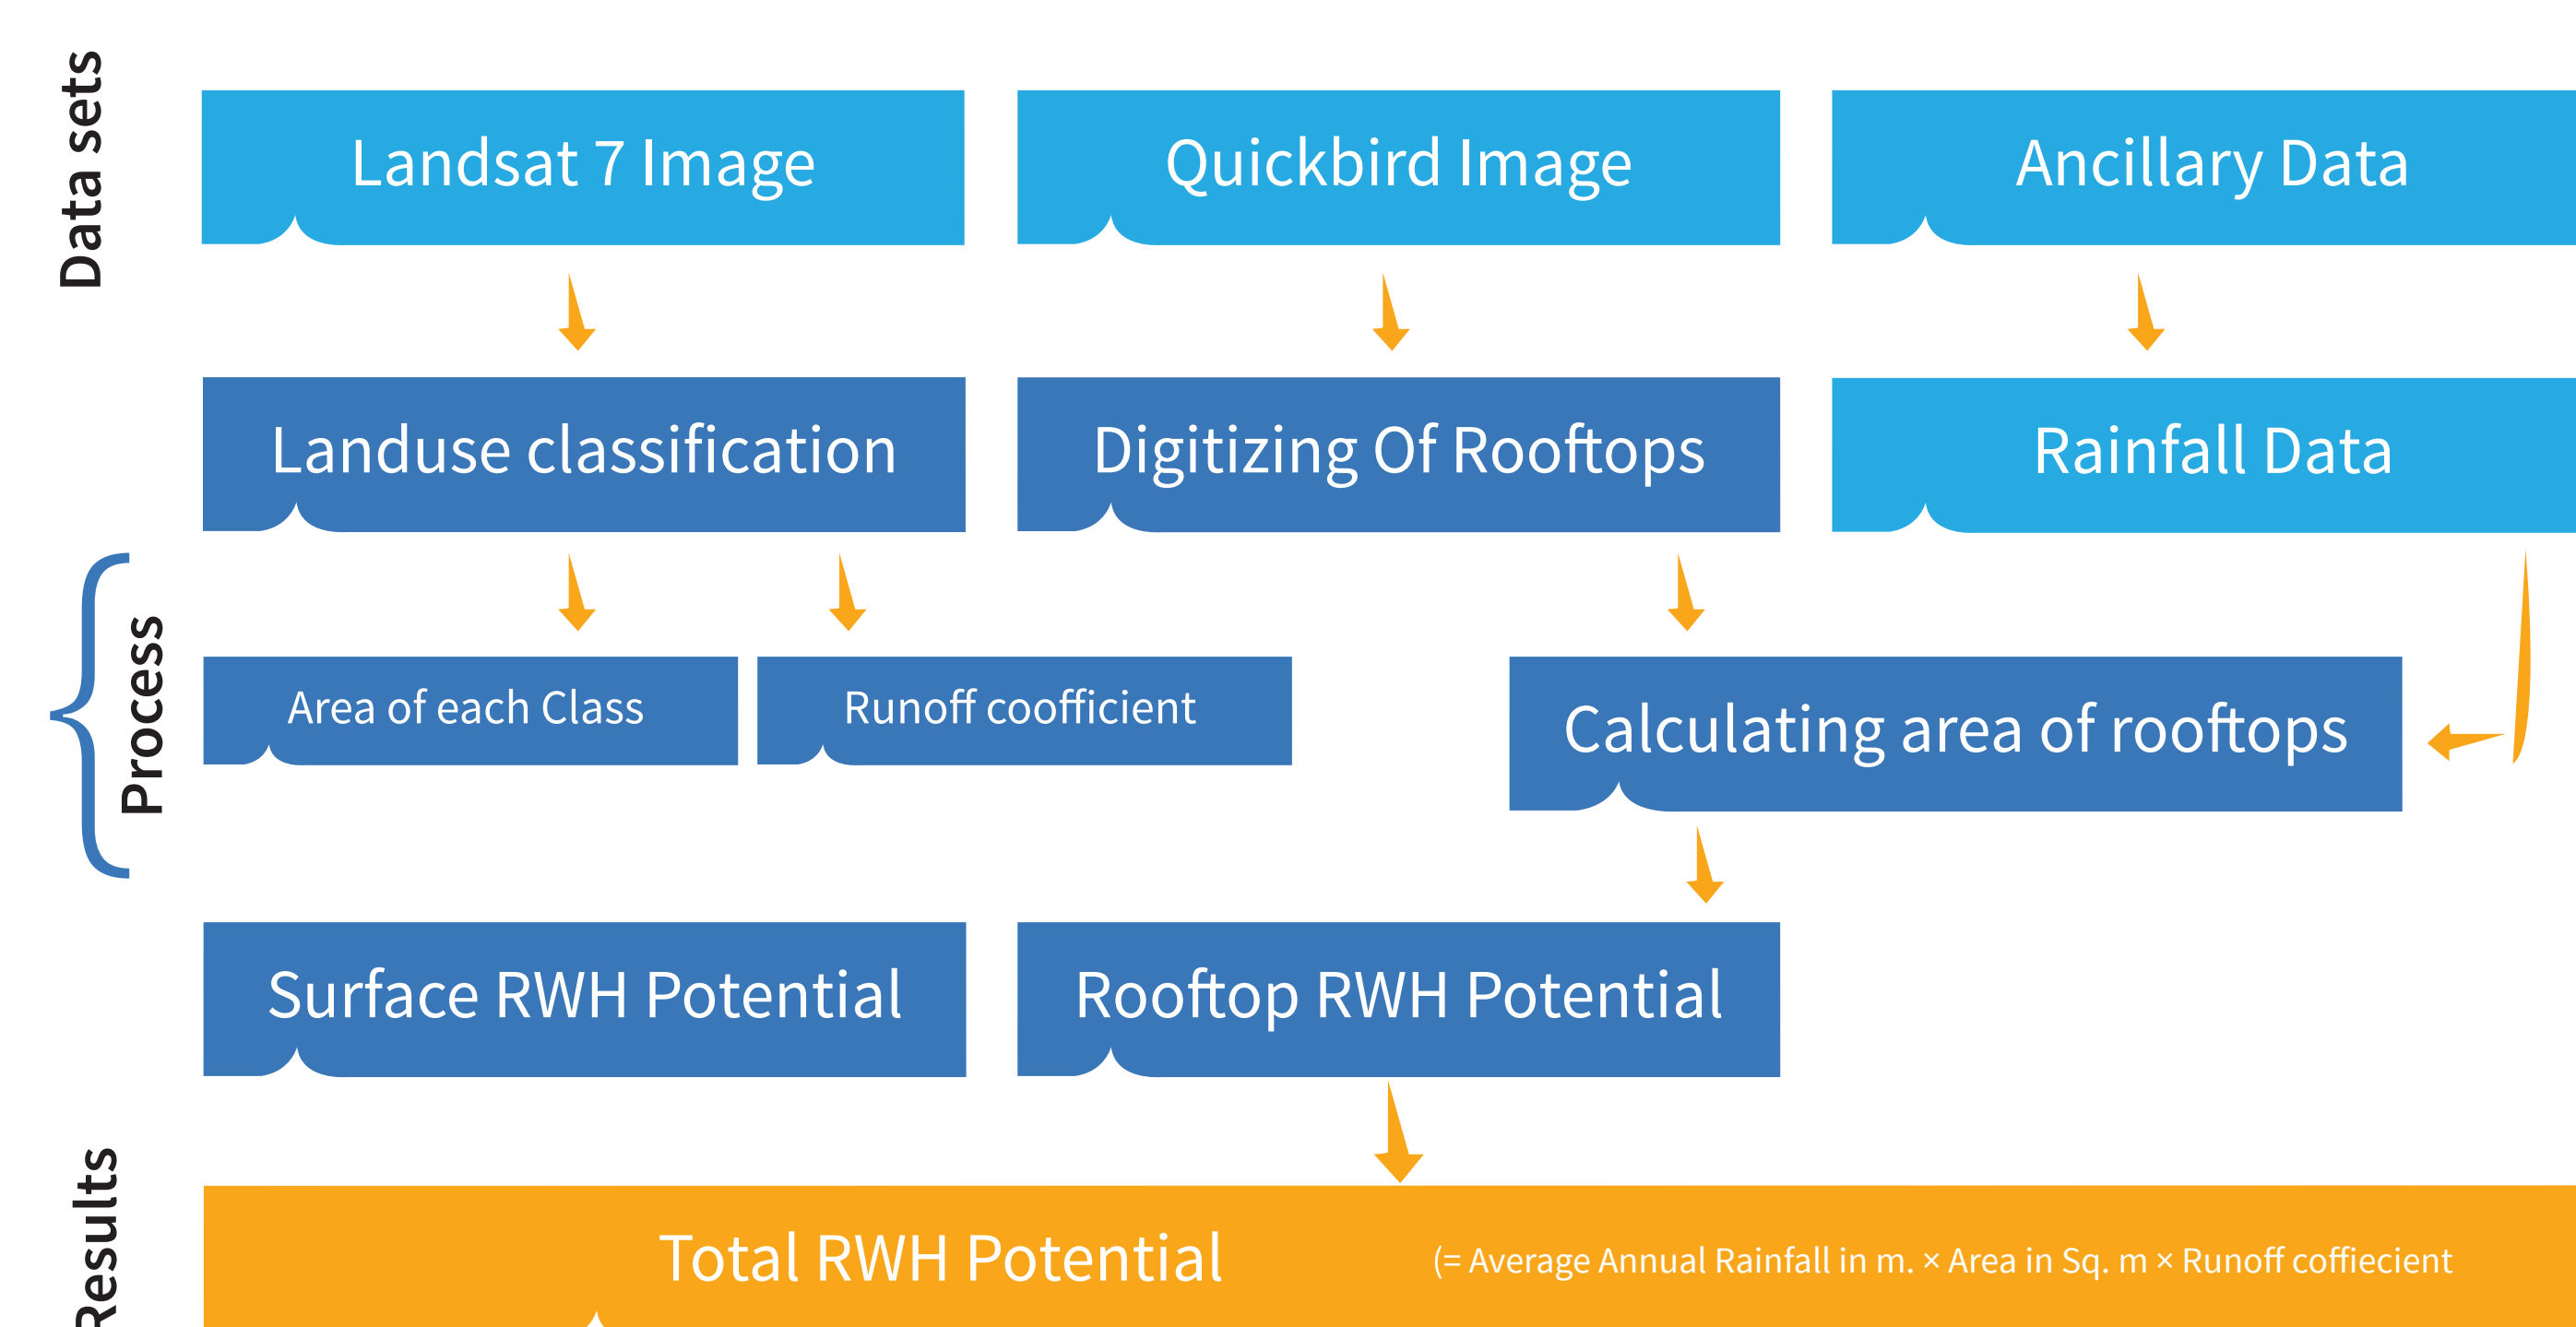 Data sets
Landsat 7 Image
Quickbird Image
Ancillary Data
Landuse classification
Digitizing Of Rooftops
Rainfall Data
Process
Area of each Class
Runoff coofficient
Calculating area of rooftops
Surface RWH Potential
Rooftop RWH Potential
Results
Total RWH Potential
(= Average Annual Rainfall in m. × Area in Sq. m × Runoff coffiecient